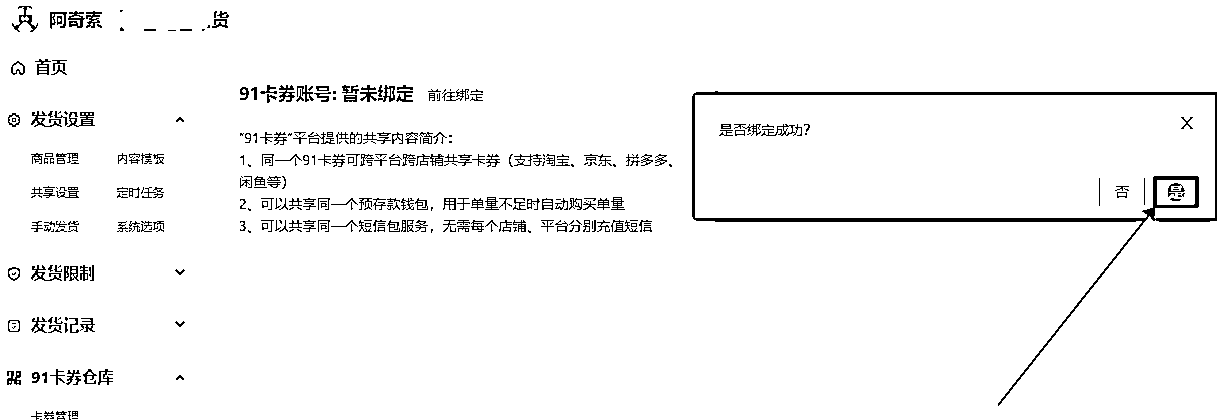 阿奇索
货
首页
91卡券账号: 暂未绑定 前往绑定
发货设置
商品管理 内容模板
共享设置 定时任务
手动发货 系统选项
发货限制
发货记录
91卡券仓库
卡券管理
"91卡券"平台提供的共享内容简介：
1、同一个91卡券可跨平台跨店铺共享卡券（支持淘宝、京东、拼多多、
闲鱼等）
2、可以共享同一个预存款钱包，用于单量不足时自动购买单量
3、可以共享同一个短信包服务，无需每个店铺、平台分别充值短信
是否绑定成功？
X
否 是